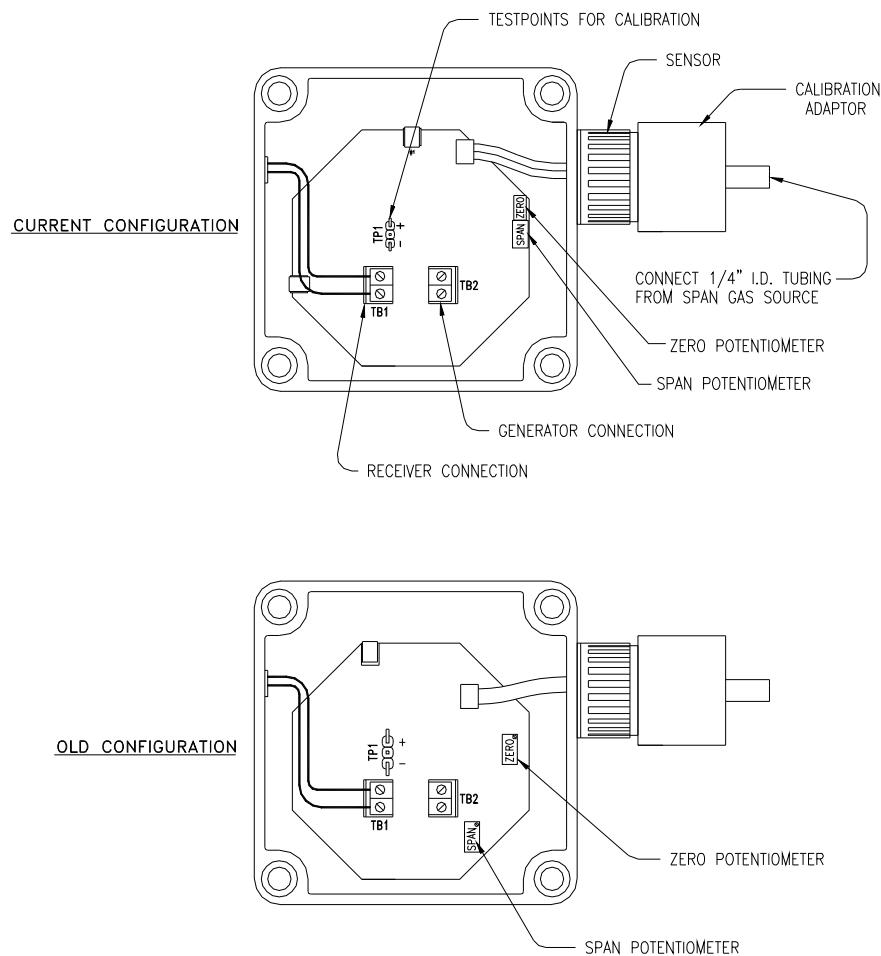 TESTPOINTS FOR CALIBRATION
SENSOR
CALIBRATION
ADAPTOR
CURRENT CONFIGURATION
TP1
+
-
ZERO
SPAN
TB1
TB2
CONNECT 1/4" I.D. TUBING
FROM SPAN GAS SOURCE
ZERO POTENTIOMETER
SPAN POTENTIOMETER
GENERATOR CONNECTION
RECEIVER CONNECTION
OLD CONFIGURATION
TP1
+
-
ZERO
TB1
TB2
SPAN
ZERO POTENTIOMETER
SPAN POTENTIOMETER